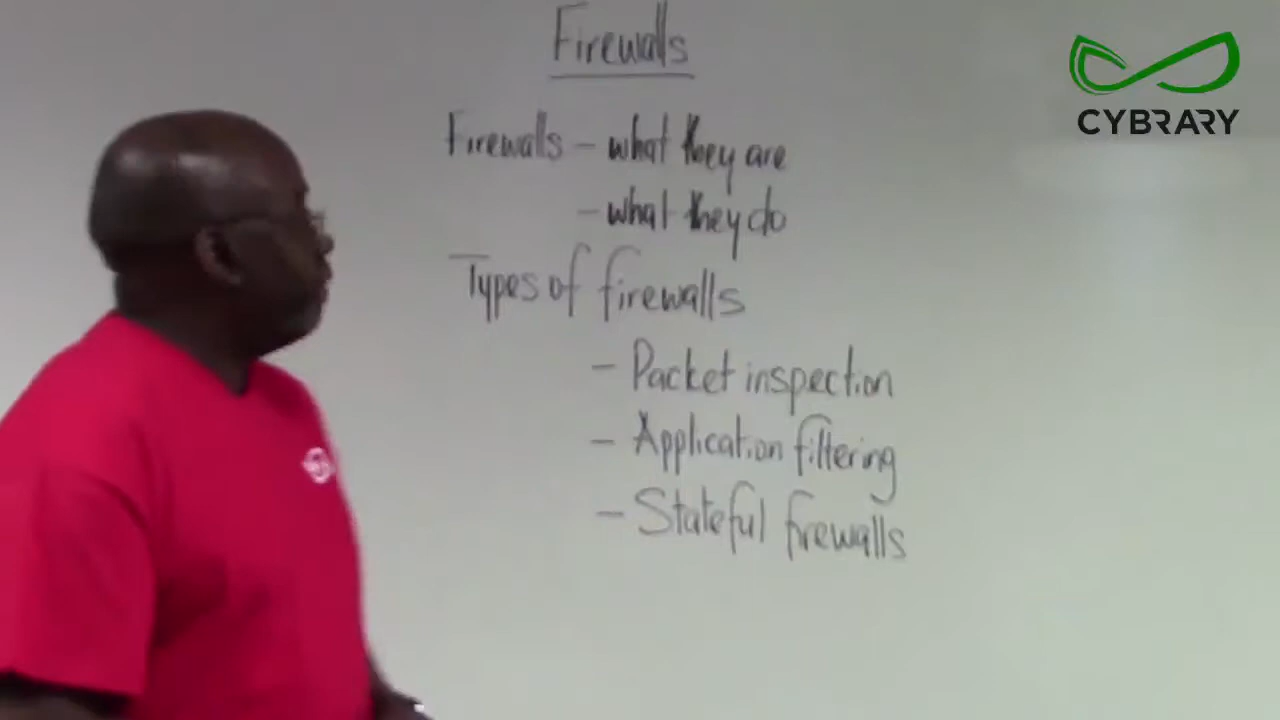 Firewalls
CYBRARY
Firewalls - what they are
- what they do
Types of firewalls
- Packet inspection
- Application filtering
- Stateful firewalls